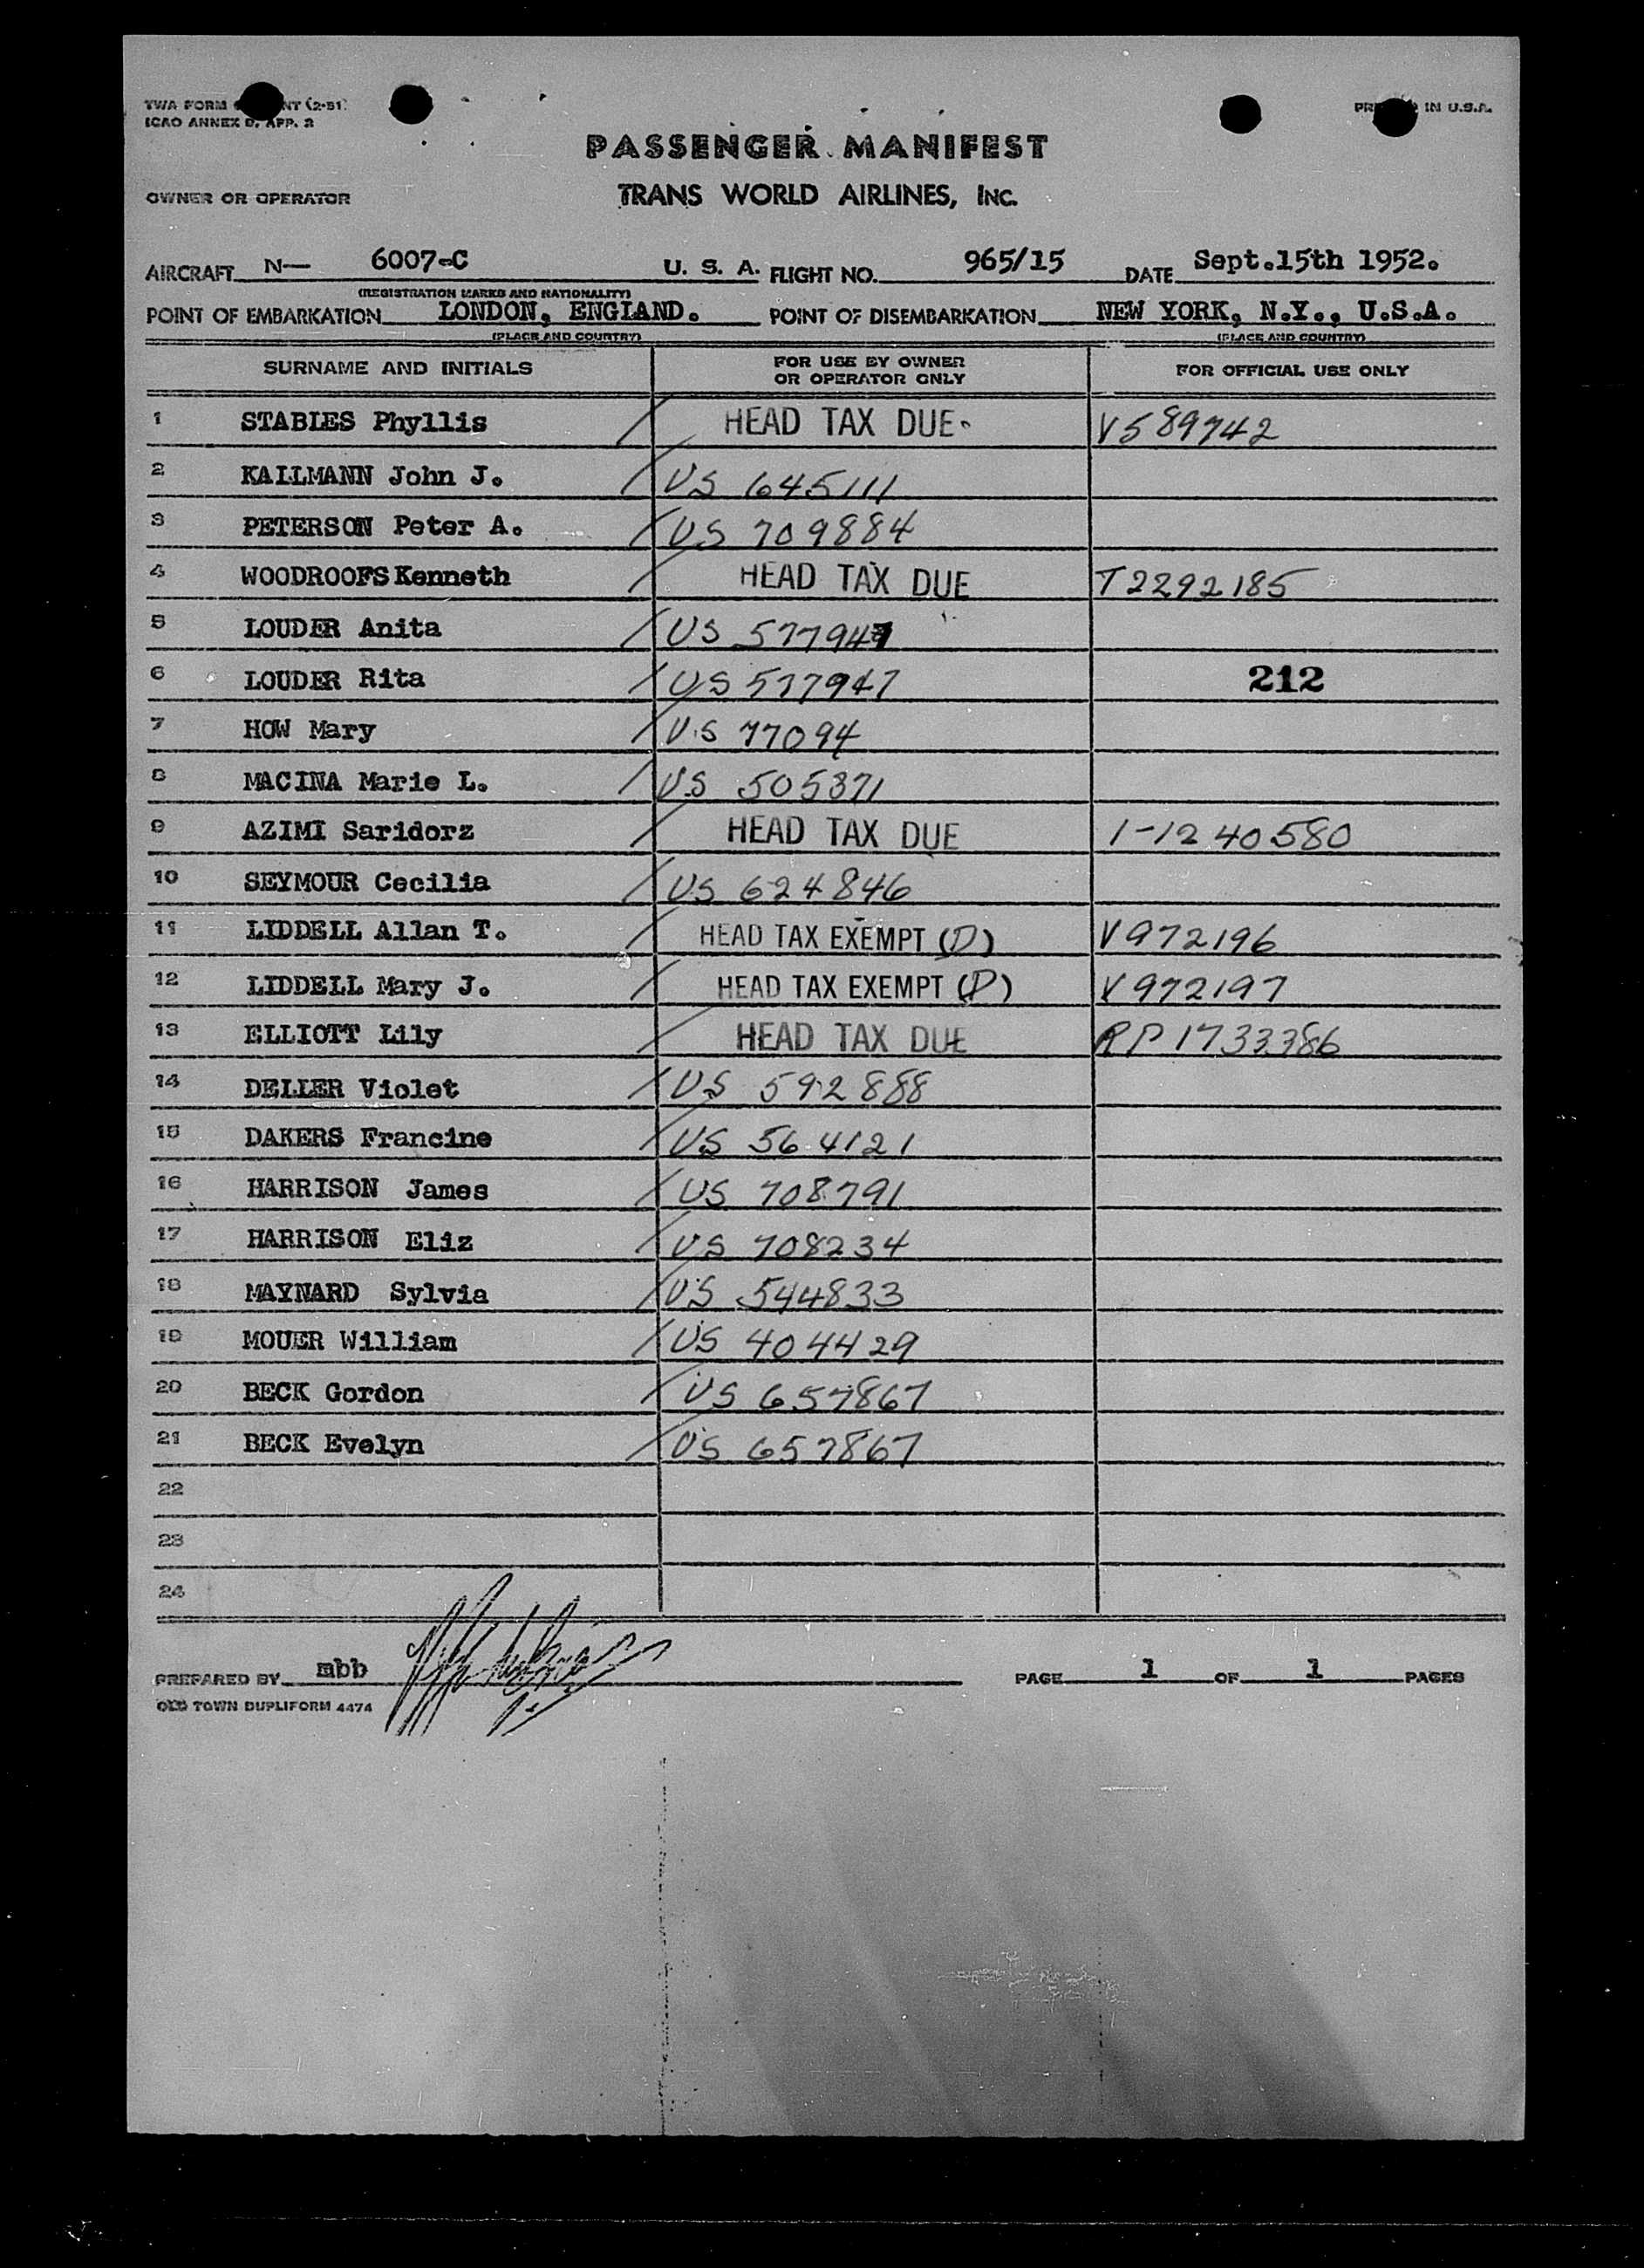 TWA FORM NT (2-51)
ICAO ANNEX 9, APP. 2
PRINTED IN U.S.A.
PASSENGER MANIFEST
OWNER OR OPERATOR TRANS WORLD AIRLINES, INC.
AIRCRAFT N— 6007-C U. S. A. FLIGHT NO. 965/15 DATE Sept.15th 1952.
(REGISTRATION MARKS AND NATIONALITY)
POINT OF EMBARKATION LONDON, ENGLAND. POINT OF DISEMBARKATION NEW YORK, N.Y., U.S.A.
(PLACE AND COUNTRY) (PLACE AND COUNTRY)
SURNAME AND INITIALS FOR USE BY OWNER OR OPERATOR ONLY FOR OFFICIAL USE ONLY
1 STABLES Phyllis / HEAD TAX DUE V589742
2 KALLMANN John J. / US 645111
3 PETERSON Peter A. / US 709884
4 WOODROOFS Kenneth / HEAD TAX DUE T2292185
5 LOUDER Anita / US 577947
6 LOUDER Rita / US 577947 212
7 HOW Mary / US 77094
8 MACINA Marie L. / US 505371
9 AZIMI Saridorz / HEAD TAX DUE 1-1240580
10 SEYMOUR Cecilia / US 624846
11 LIDDELL Allan T. / HEAD TAX EXEMPT (D) V972196
12 LIDDELL Mary J. / HEAD TAX EXEMPT (D) V972197
13 ELLIOTT Lily / HEAD TAX DUE RP1733386
14 DELLER Violet / US 592888
15 DAKERS Francine / US 564121
16 HARRISON James / US 708791
17 HARRISON Eliz / US 708234
18 MAYNARD Sylvia / US 544833
19 MOUER William / US 404429
20 BECK Gordon / US 657867
21 BECK Evelyn / US 657867
22
23
24
PREPARED BY mbb PAGE 1 OF 1 PAGES
OLD TOWN DUPLIFORM 4474